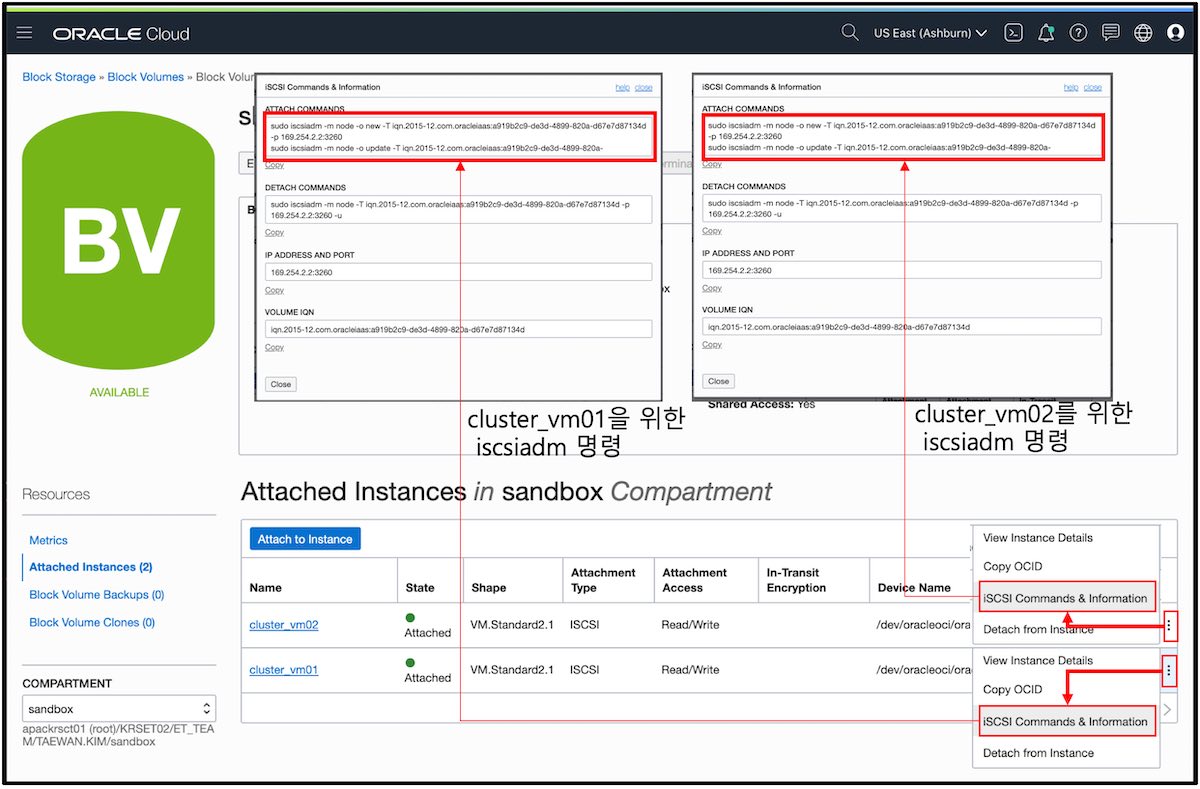 ORACLE Cloud
US East (Ashburn)
Block Storage » Block Volumes » Block Volu
BV
AVAILABLE
iSCSI Commands & Information
help close
ATTACH COMMANDS
sudo iscsiadm -m node -o new -T iqn.2015-12.com.oracleiaas:a919b2c9-de3d-4899-820a-d67e7d87134d
-p 169.254.2.2:3260
sudo iscsiadm -m node -o update -T iqn.2015-12.com.oracleiaas:a919b2c9-de3d-4899-820a-
Copy
DETACH COMMANDS
sudo iscsiadm -m node -T iqn.2015-12.com.oracleiaas:a919b2c9-de3d-4899-820a-d67e7d87134d -p
169.254.2.2:3260 -u
Copy
IP ADDRESS AND PORT
169.254.2.2:3260
Copy
VOLUME IQN
iqn.2015-12.com.oracleiaas:a919b2c9-de3d-4899-820a-d67e7d87134d
Copy
Close
iSCSI Commands & Information
help close
ATTACH COMMANDS
sudo iscsiadm -m node -o new -T iqn.2015-12.com.oracleiaas:a919b2c9-de3d-4899-820a-d67e7d87134d
-p 169.254.2.2:3260
sudo iscsiadm -m node -o update -T iqn.2015-12.com.oracleiaas:a919b2c9-de3d-4899-820a-
Copy
DETACH COMMANDS
sudo iscsiadm -m node -T iqn.2015-12.com.oracleiaas:a919b2c9-de3d-4899-820a-d67e7d87134d -p
169.254.2.2:3260 -u
Copy
IP ADDRESS AND PORT
169.254.2.2:3260
Copy
VOLUME IQN
iqn.2015-12.com.oracleiaas:a919b2c9-de3d-4899-820a-d67e7d87134d
Copy
Close
Shared Access: Yes
cluster_vm01을 위한
iscsiadm 명령
cluster_vm02를 위한
iscsiadm 명령
Resources
Metrics
Attached Instances (2)
Block Volume Backups (0)
Block Volume Clones (0)
COMPARTMENT
sandbox
apackrsct01 (root)/KRSET02/ET_TEA
M/TAEWAN.KIM/sandbox
Attached Instances in sandbox Compartment
Attach to Instance
Name State Shape Attachment Type Attachment Access In-Transit Encryption Device Name
cluster_vm02 Attached VM.Standard2.1 ISCSI Read/Write /dev/oracleoci/ora
cluster_vm01 Attached VM.Standard2.1 ISCSI Read/Write /dev/oracleoci/ora
View Instance Details
Copy OCID
iSCSI Commands & Information
Detach from Instance
View Instance Details
Copy OCID
iSCSI Commands & Information
Detach from Instance